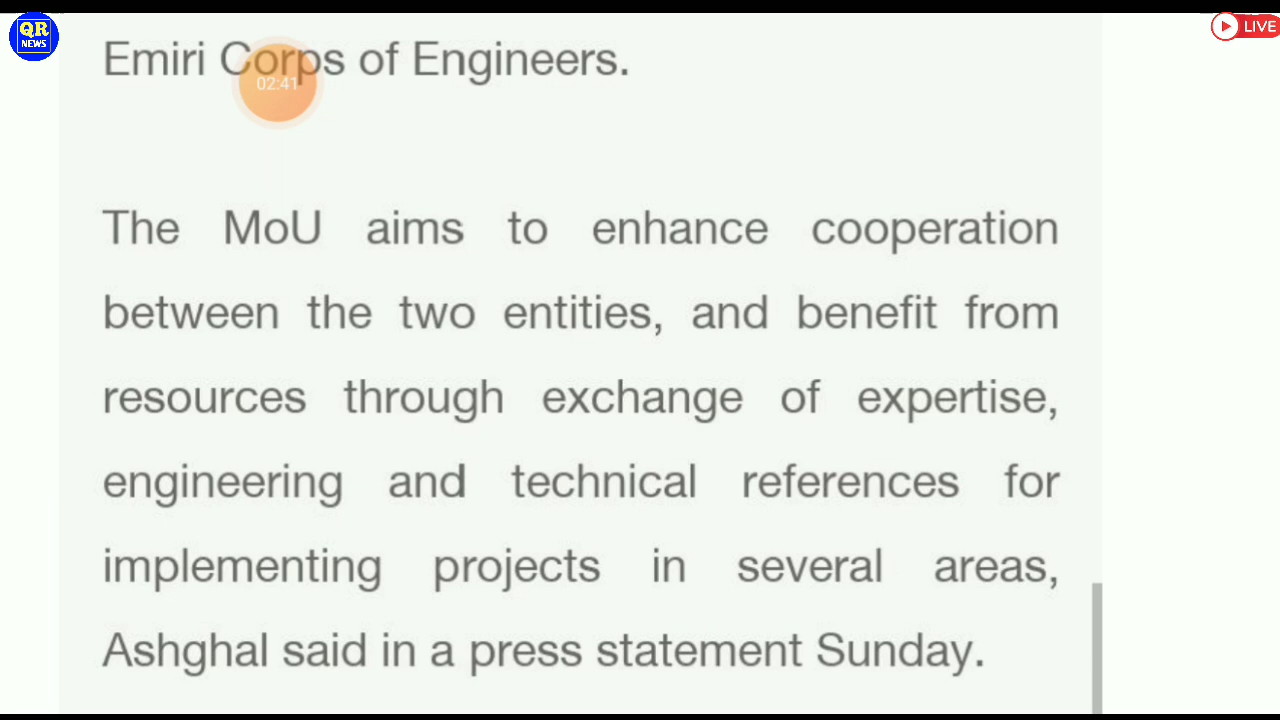 QR
NEWS
LIVE
Emiri Corps of Engineers.
02:41
The MoU aims to enhance cooperation
between the two entities, and benefit from
resources through exchange of expertise,
engineering and technical references for
implementing projects in several areas,
Ashghal said in a press statement Sunday.